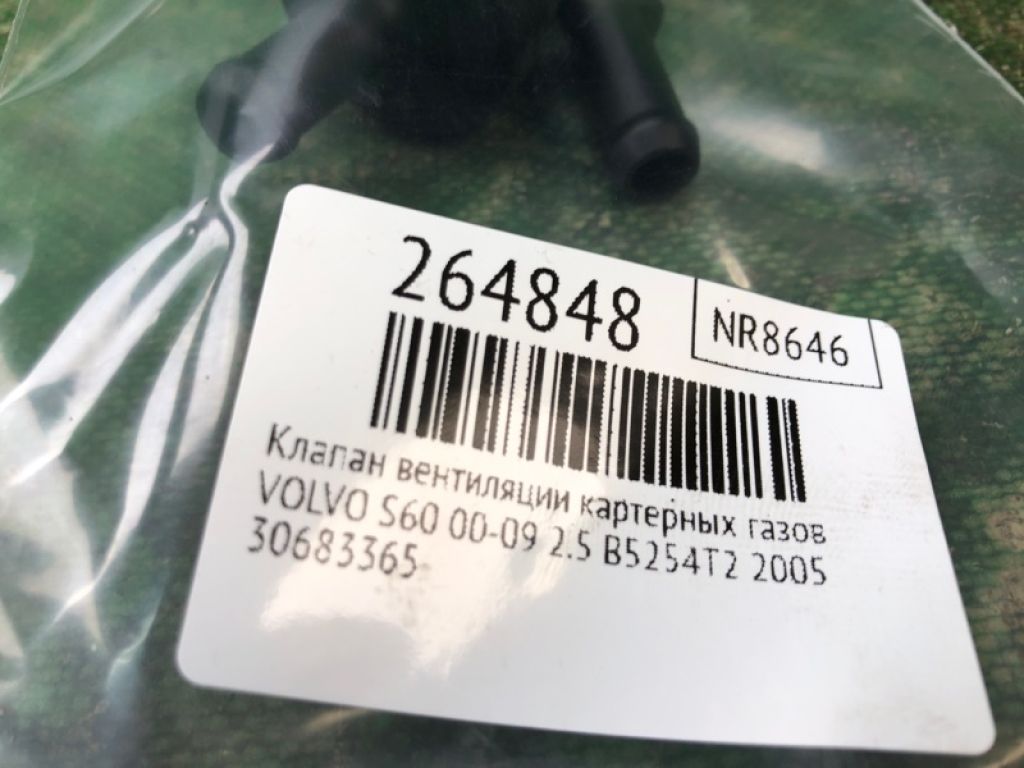 264848
NR8646
Клапан вентиляции картерных газов
VOLVO S60 00-09 2.5 B5254T2 2005
30683365